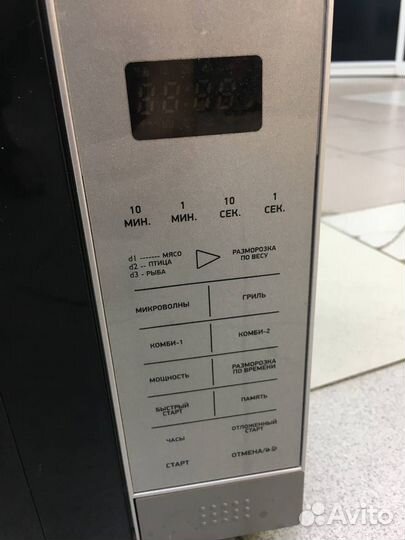 10 МИН.
1 МИН.
10 СЕК.
1 СЕК.
d1 ------- МЯСО
d2 -- ПТИЦА
d3 - РЫБА
РАЗМОРОЗКА
ПО ВЕСУ
МИКРОВОЛНЫ
ГРИЛЬ
КОМБИ-1
КОМБИ-2
МОЩНОСТЬ
РАЗМОРОЗКА
ПО ВРЕМЕНИ
БЫСТРЫЙ
СТАРТ
ПАМЯТЬ
ЧАСЫ
ОТЛОЖЕННЫЙ
СТАРТ
СТАРТ
ОТМЕНА/
Avito